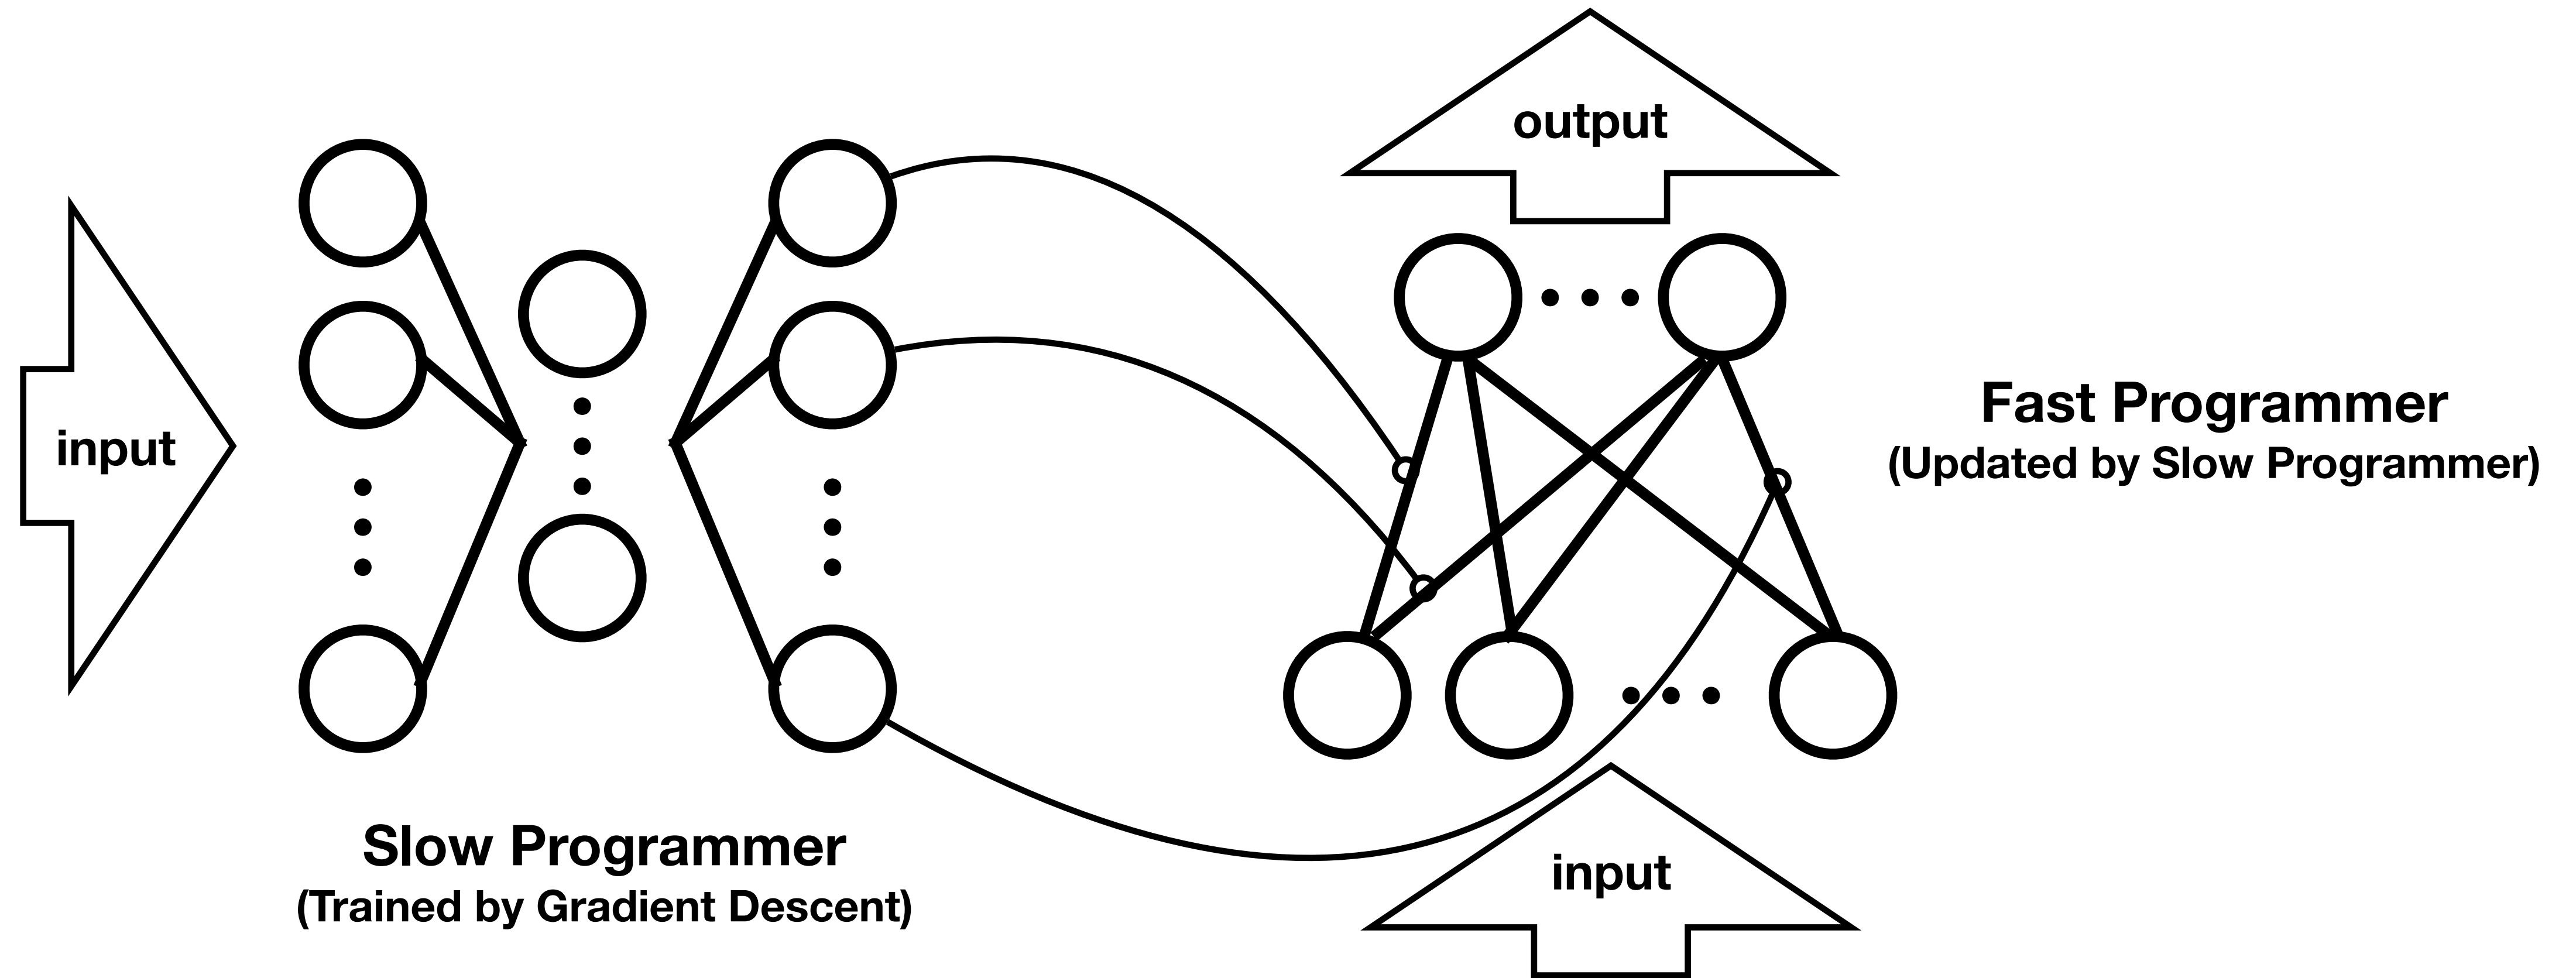 input
Slow Programmer
(Trained by Gradient Descent)
output
Fast Programmer
(Updated by Slow Programmer)
input